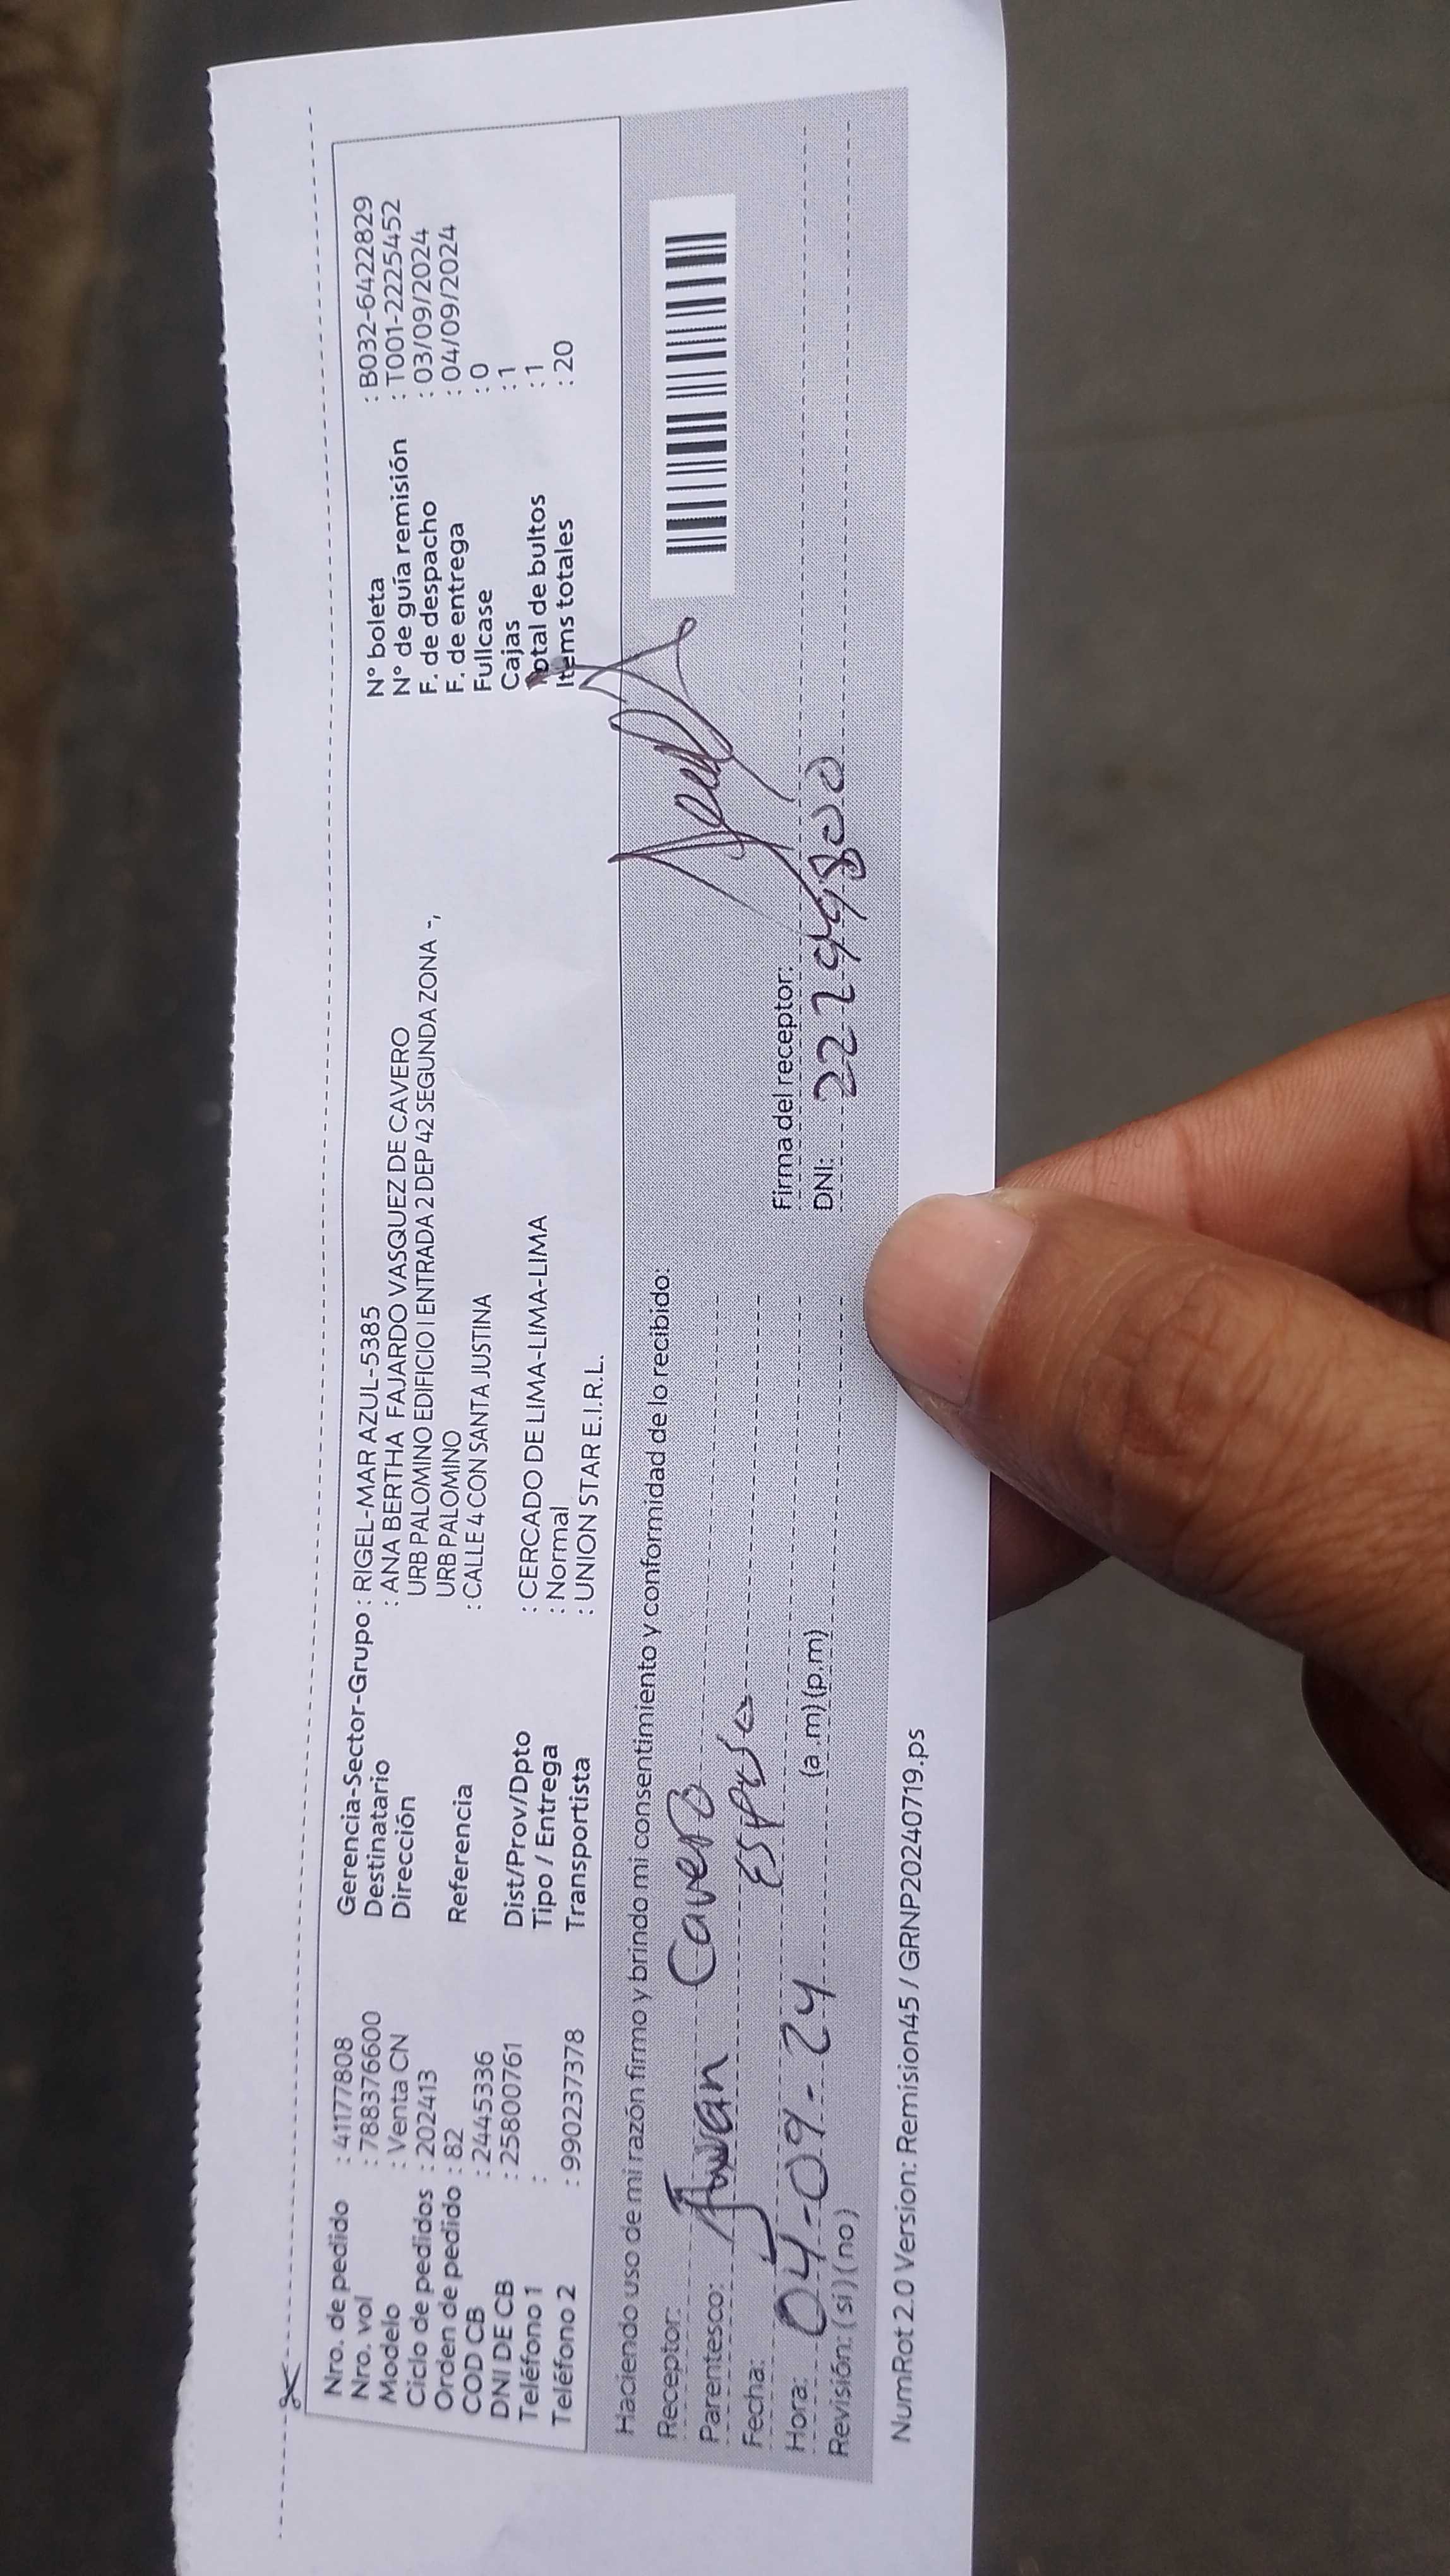 Nro. de pedido : 41177808
Nro. vol : 788376600
Modelo : Venta CN
Ciclo de pedidos : 202413
Orden de pedido : 82
COD CB : 2445336
DNI DE CB : 25800761
Teléfono 1 :
Teléfono 2 : 990237378
Gerencia-Sector-Grupo : RIGEL-MAR AZUL-5385
Destinatario : ANA BERTHA FAJARDO VASQUEZ DE CAVERO
Dirección URB PALOMINO EDIFICIO I ENTRADA 2 DEP 42 SEGUNDA ZONA -,
URB PALOMINO
Referencia : CALLE 4 CON SANTA JUSTINA
Dist/Prov/Dpto : CERCADO DE LIMA-LIMA-LIMA
Tipo / Entrega : Normal
Transportista : UNION STAR E.I.R.L.
N° boleta : B032-6422829
N° de guía remisión : T001-2225452
F. de despacho : 03/09/2024
F. de entrega : 04/09/2024
Fullcase : 0
Cajas : 1
Total de bultos : 1
Items totales : 20
Haciendo uso de mi razón firmo y brindo mi consentimiento y conformidad de lo recibido:
Receptor: Juan Cavero
Parentesco: Esposo
Fecha: 04-09-24
Hora: (a.m)(p.m)
Revisión: (si)(no)
Firma del receptor:
DNI:
NumRot2.0 Version: Remision45 / GRNP20240719.ps